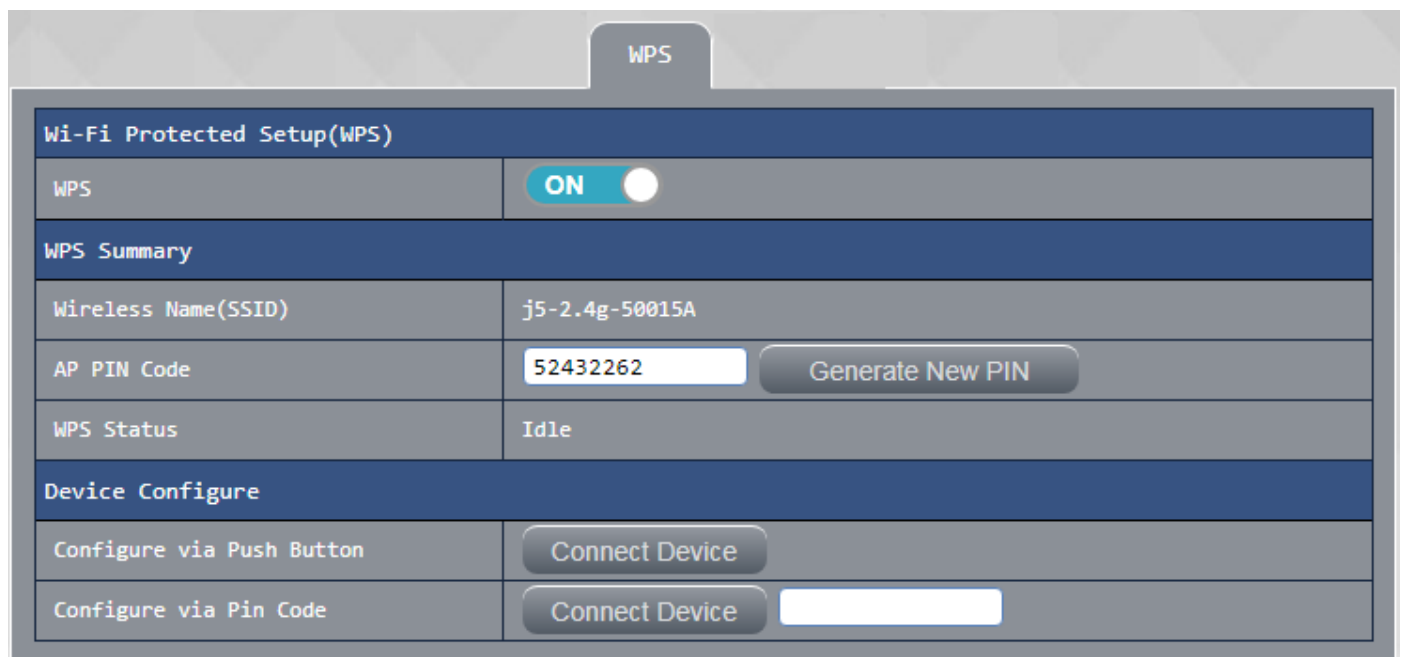 WPS
Wi-Fi Protected Setup(WPS)
WPS ON
WPS Summary
Wireless Name(SSID) j5-2.4g-50015A
AP PIN Code 52432262 Generate New PIN
WPS Status Idle
Device Configure
Configure via Push Button Connect Device
Configure via Pin Code Connect Device